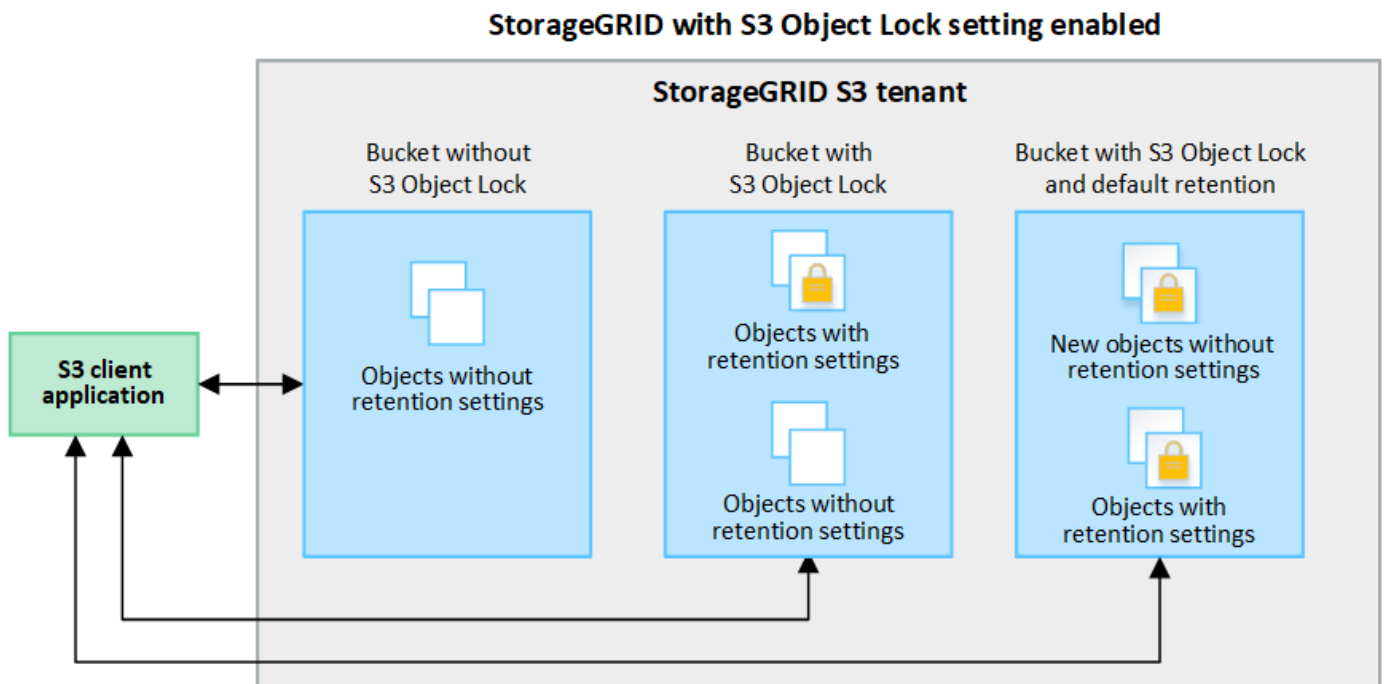 StorageGRID with S3 Object Lock setting enabled
StorageGRID S3 tenant
Bucket without
S3 Object Lock
Bucket with
S3 Object Lock
Bucket with S3 Object Lock
and default retention
S3 client
application
Objects without
retention settings
Objects with
retention settings
Objects without
retention settings
New objects without
retention settings
Objects with
retention settings